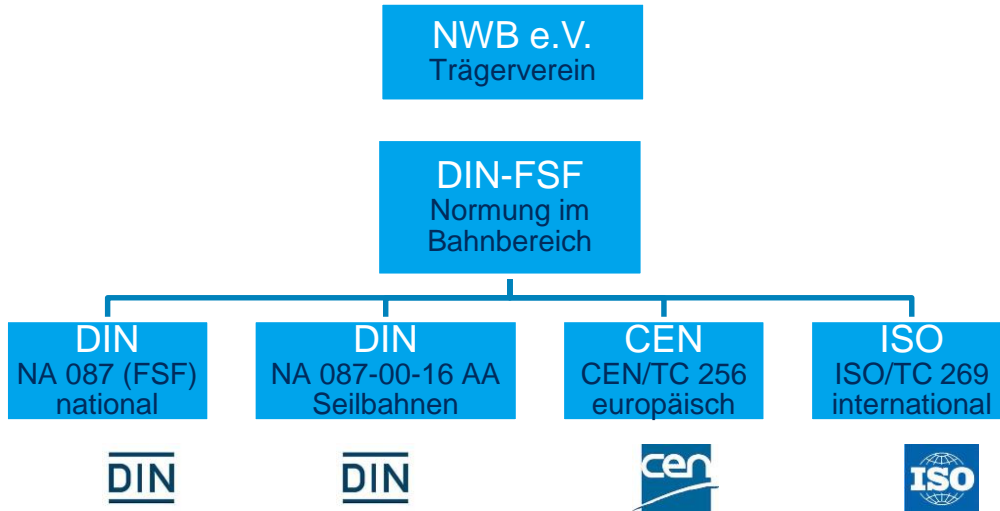 NWB e.V.
Trägerverein
DIN-FSF
Normung im
Bahnbereich
DIN
NA 087 (FSF)
national
DIN
NA 087-00-16 AA
Seilbahnen
CEN
CEN/TC 256
europäisch
ISO
ISO/TC 269
international
DIN
DIN
cen
ISO